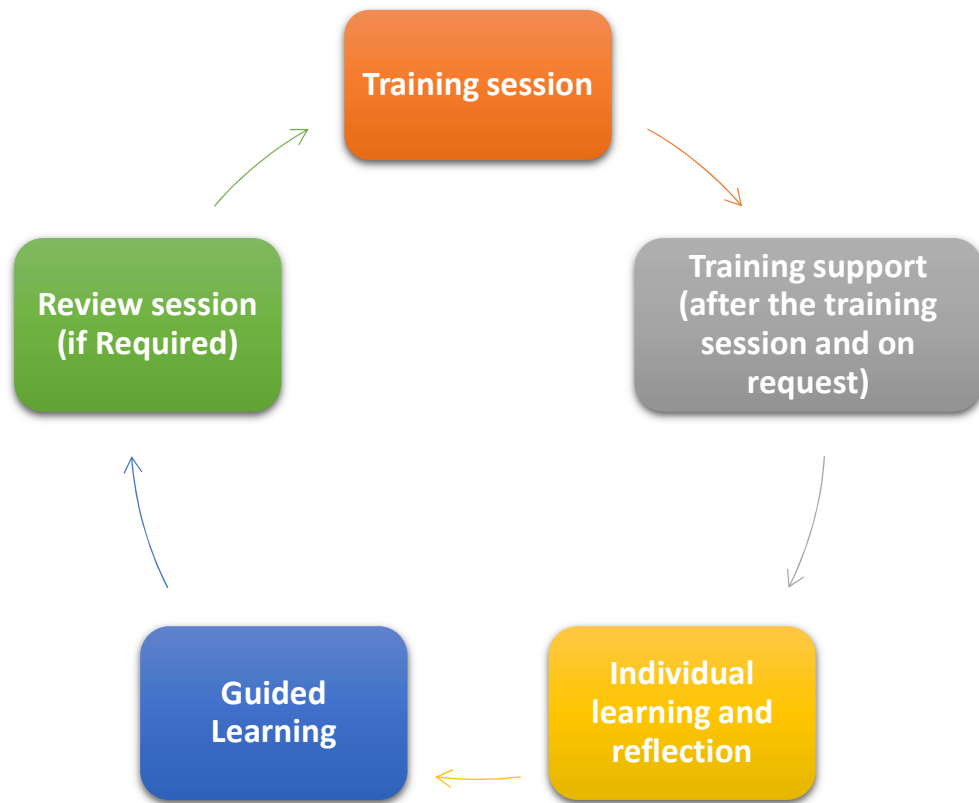 Training session
Training support
(after the training
session and on
request)
Individual
learning and
reflection
Guided
Learning
Review session
(if Required)